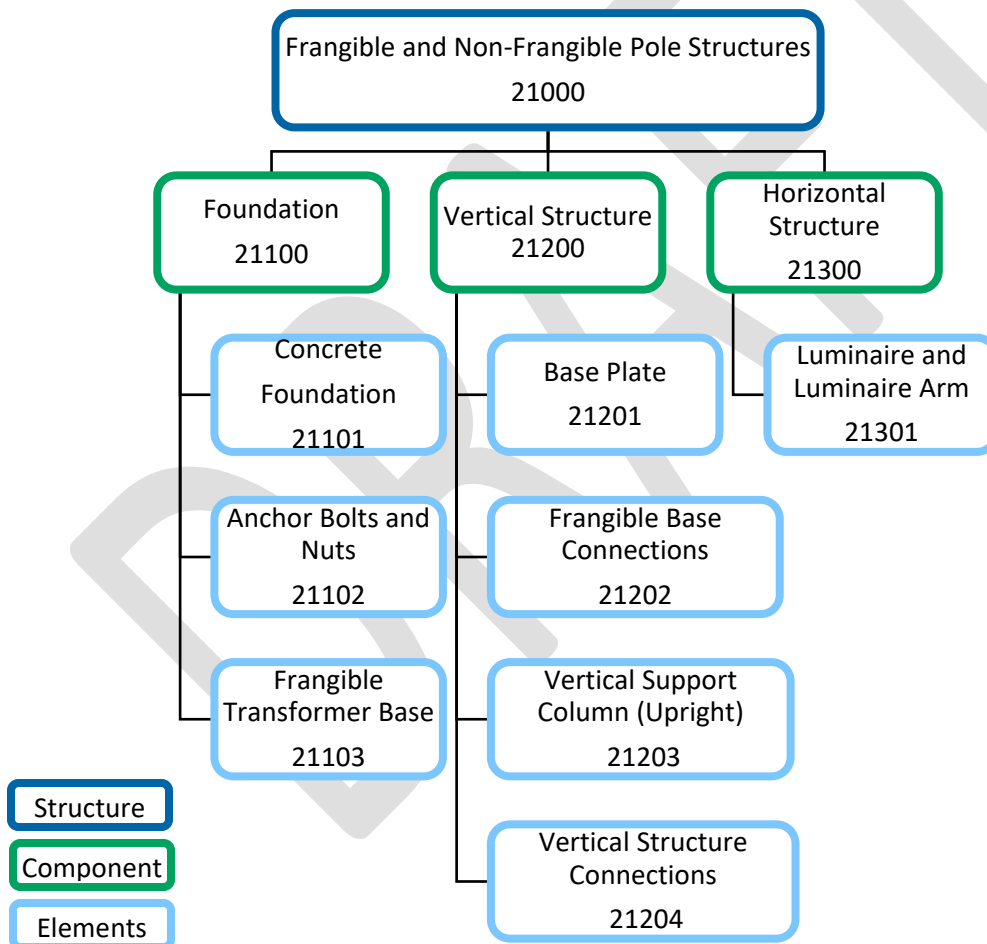 Frangible and Non-Frangible Pole Structures
21000
Foundation
21100
Vertical Structure
21200
Horizontal
Structure
21300
Concrete
Foundation
21101
Base Plate
21201
Luminaire and
Luminaire Arm
21301
Anchor Bolts and
Nuts
21102
Frangible Base
Connections
21202
Frangible
Transformer Base
21103
Vertical Support
Column (Upright)
21203
Vertical Structure
Connections
21204
Structure
Component
Elements
DRAF